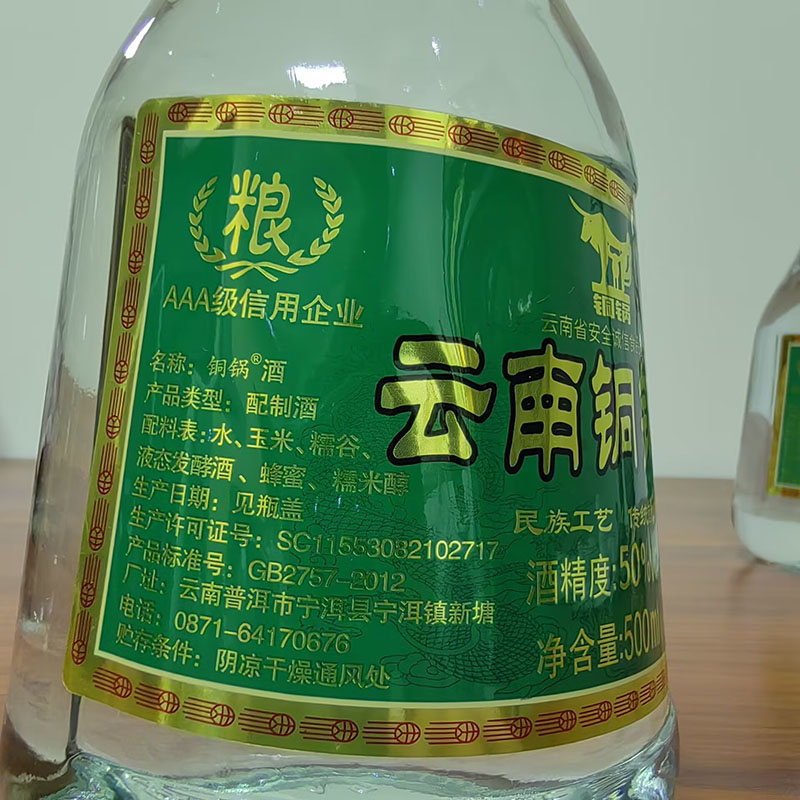 粮
AAA级信用企业
铜锅
云南省安全诚信
云南铜
名称：铜锅®酒
产品类型：配制酒
配料表：水、玉米、糯谷、
液态发酵酒、蜂蜜、糯米醇
生产日期：见瓶盖
生产许可证号：SC11553082102717
产品标准号：GB2757-2012
厂址：云南普洱市宁洱县宁洱镇新塘
电话：0871-64170676
贮存条件：阴凉干燥通风处
民族工艺 传统
酒精度:50%
净含量:500ml